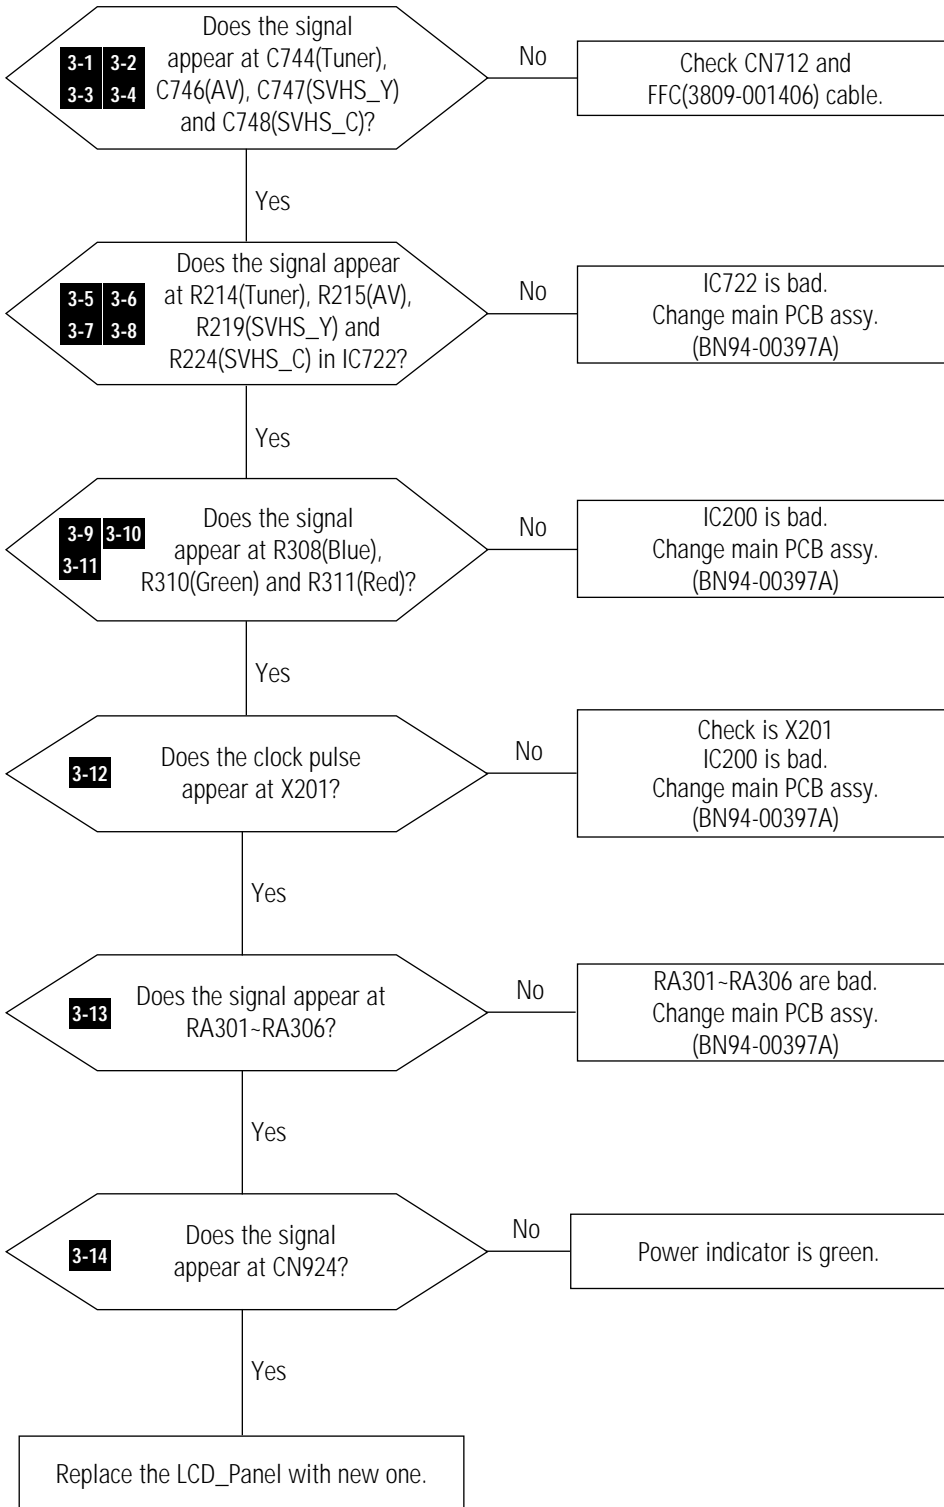 3-1 3-2
3-3 3-4
Does the signal
appear at C744(Tuner),
C746(AV), C747(SVHS_Y)
and C748(SVHS_C)?
No
Check CN712 and
FFC(3809-001406) cable.
Yes
3-5 3-6
3-7 3-8
Does the signal appear
at R214(Tuner), R215(AV),
R219(SVHS_Y) and
R224(SVHS_C) in IC722?
No
IC722 is bad.
Change main PCB assy.
(BN94-00397A)
Yes
3-9 3-10
3-11
Does the signal
appear at R308(Blue),
R310(Green) and R311(Red)?
No
IC200 is bad.
Change main PCB assy.
(BN94-00397A)
Yes
3-12
Does the clock pulse
appear at X201?
No
Check is X201
IC200 is bad.
Change main PCB assy.
(BN94-00397A)
Yes
3-13
Does the signal appear at
RA301~RA306?
No
RA301~RA306 are bad.
Change main PCB assy.
(BN94-00397A)
Yes
3-14
Does the signal
appear at CN924?
No
Power indicator is green.
Yes
Replace the LCD_Panel with new one.